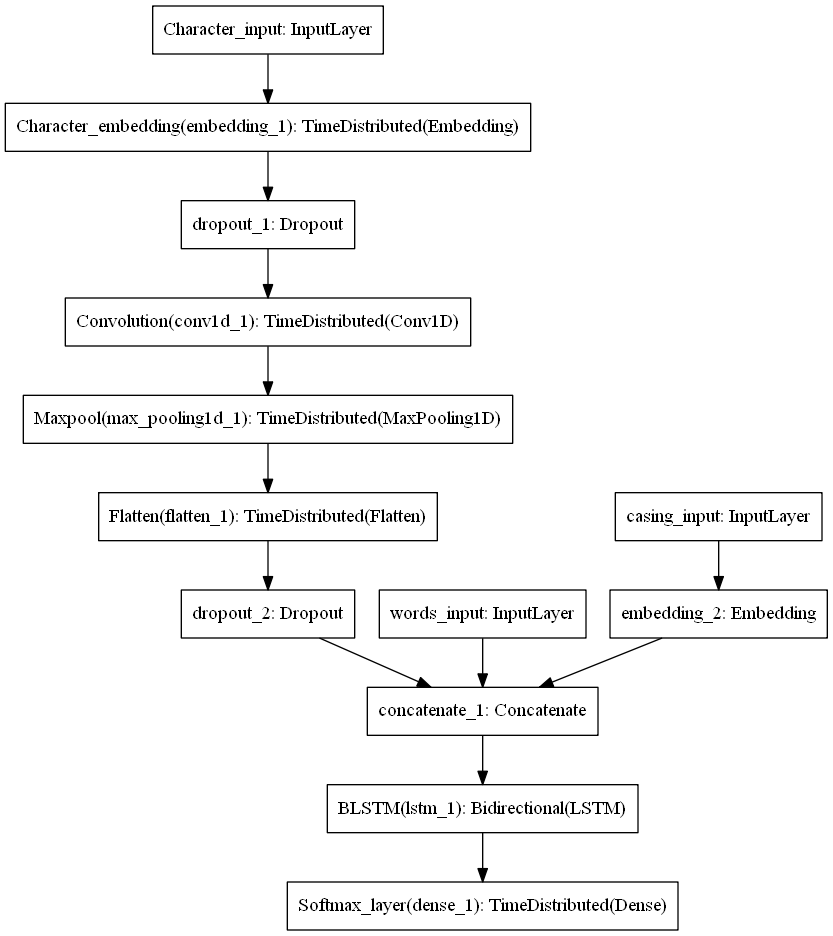 Character_input: InputLayer
Character_embedding(embedding_1): TimeDistributed(Embedding)
dropout_1: Dropout
Convolution(conv1d_1): TimeDistributed(Conv1D)
Maxpool(max_pooling1d_1): TimeDistributed(MaxPooling1D)
Flatten(flatten_1): TimeDistributed(Flatten)
casing_input: InputLayer
dropout_2: Dropout
words_input: InputLayer
embedding_2: Embedding
concatenate_1: Concatenate
BLSTM(lstm_1): Bidirectional(LSTM)
Softmax_layer(dense_1): TimeDistributed(Dense)